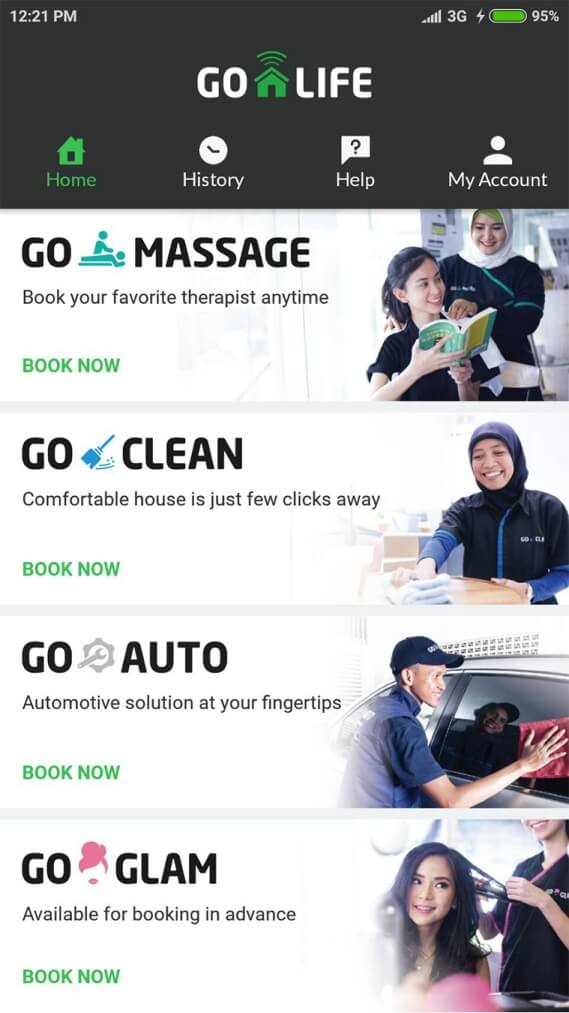 12:21 PM 3G 95%
GO LIFE
Home History Help My Account
GO MASSAGE
Book your favorite therapist anytime
BOOK NOW
GO CLEAN
Comfortable house is just few clicks away
BOOK NOW
GO AUTO
Automotive solution at your fingertips
BOOK NOW
GO GLAM
Available for booking in advance
BOOK NOW